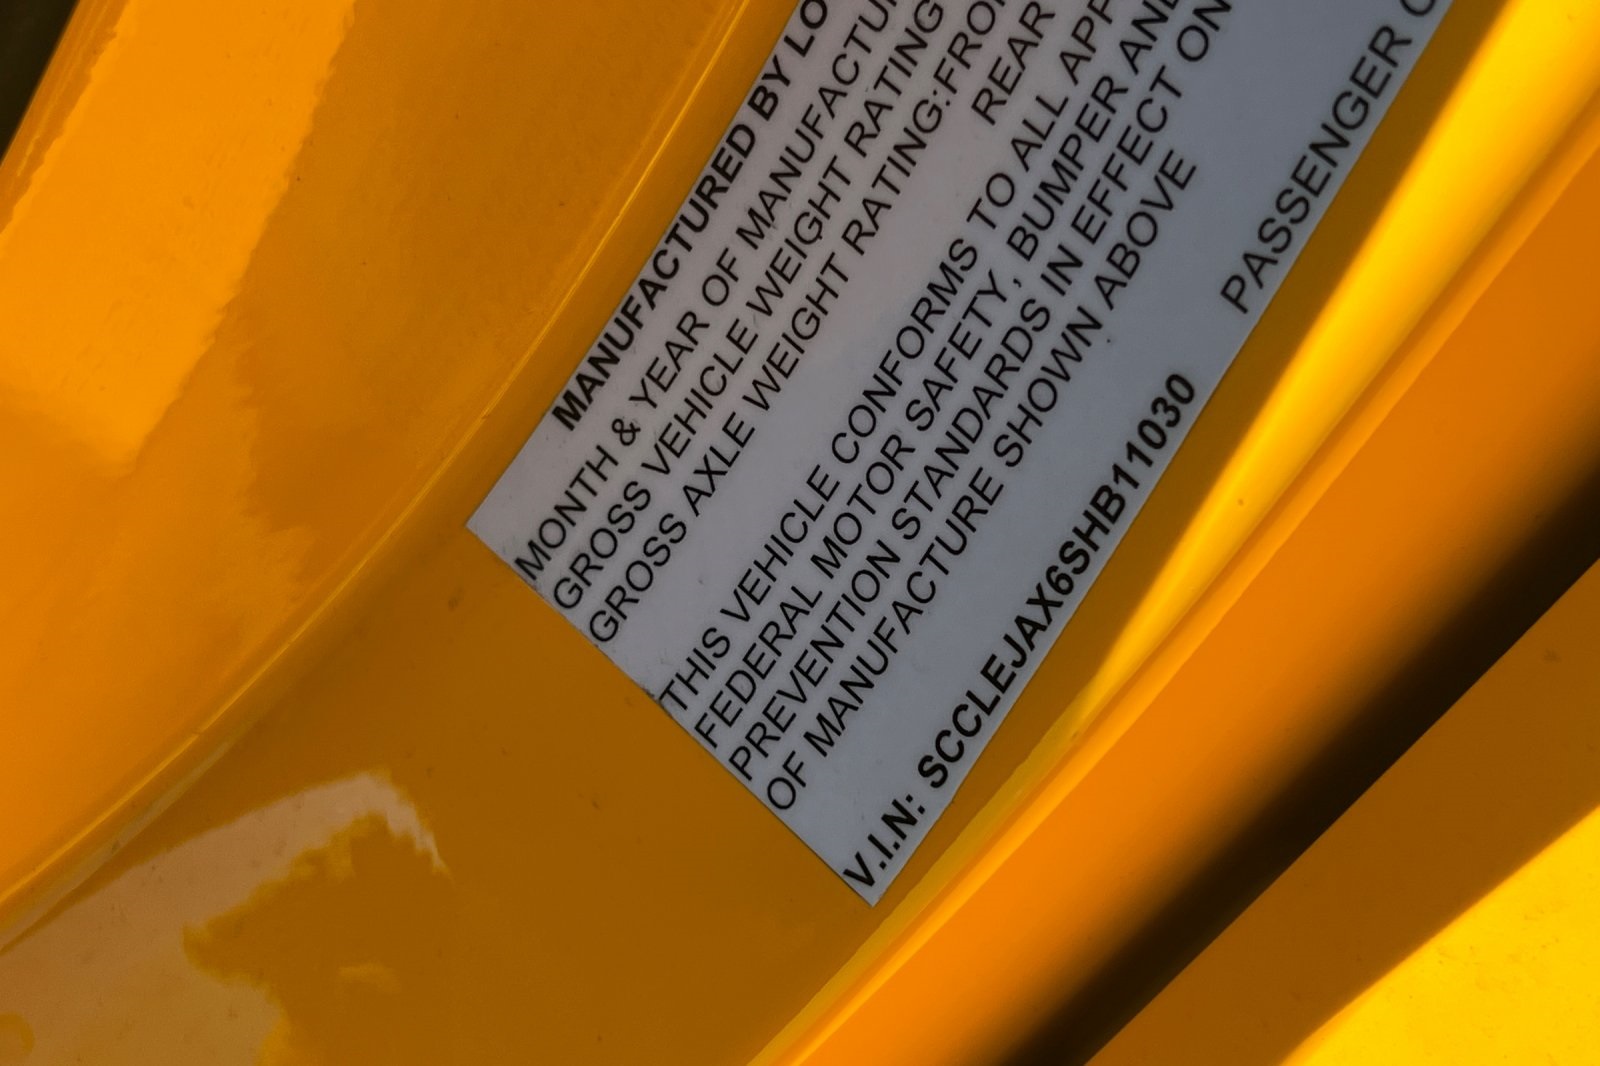 MANUFACTURED BY LO
MONTH & YEAR OF MANUFACTU
GROSS VEHICLE WEIGHT RATING
GROSS AXLE WEIGHT RATING:FRO
REAR
THIS VEHICLE CONFORMS TO ALL APP
FEDERAL MOTOR SAFETY, BUMPER AND
PREVENTION STANDARDS IN EFFECT ON
OF MANUFACTURE SHOWN ABOVE
V.I.N: SCCLEJAX6SHB11030 PASSENGER C